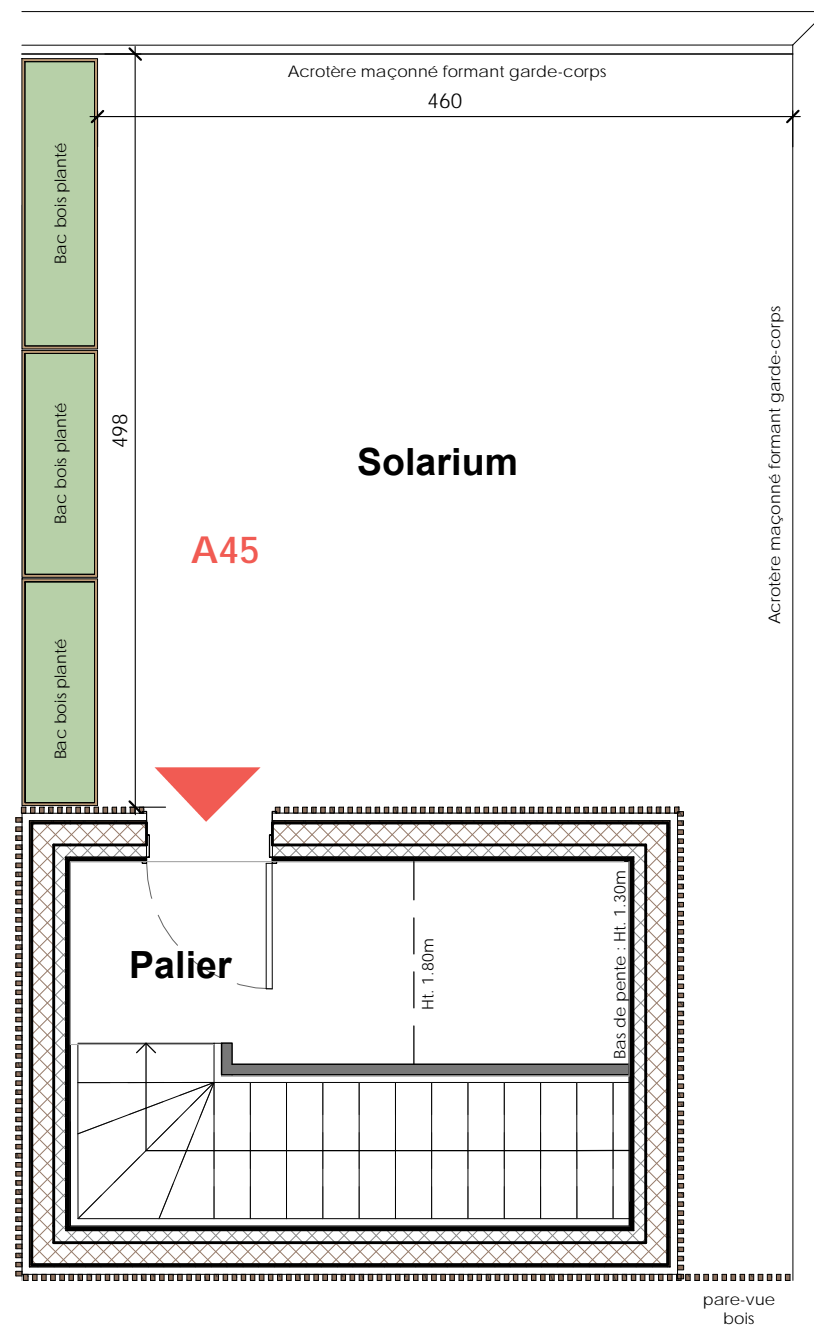 Acrotère maçonné formant garde-corps
460
Bac bois planté
Acrotère maçonné formant garde-corps
498
Bac bois planté
Solarium
A45
Bac bois planté
Bas de pente : Ht. 1.30m
Palier
Ht. 1.80m
pare-vue
bois